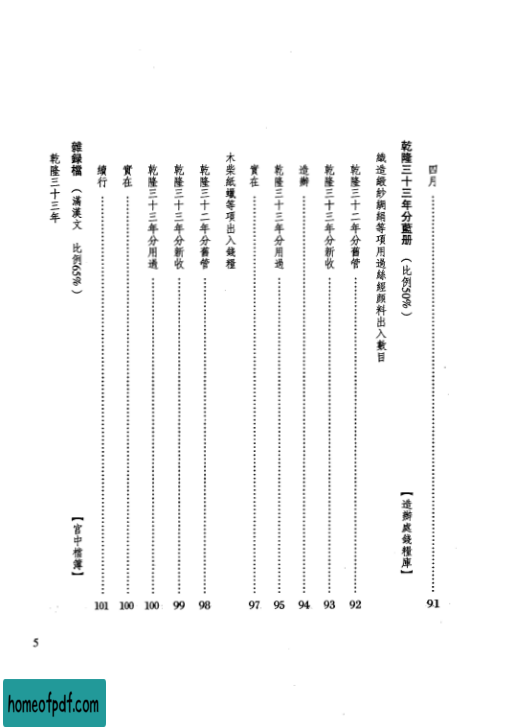 四月 91
乾隆三十三年分藍册 （比例50%） 【造辦處錢糧庫】
織造緞紗綢絹等項用過絲經顏料出入數目
乾隆三十二年分舊管 92
乾隆三十三年分新收 93
造辦 94
乾隆三十三年分用過 95
實在 97
木柴紙蠟等項出入錢糧
乾隆三十二年分舊管 98
乾隆三十三年分新收 99
乾隆三十三年分用過 100
實在 100
續行 101
雜錄檔 （滿漢文 比例65%） 【宮中檔簿】
乾隆三十三年
5
homeofpdf.com